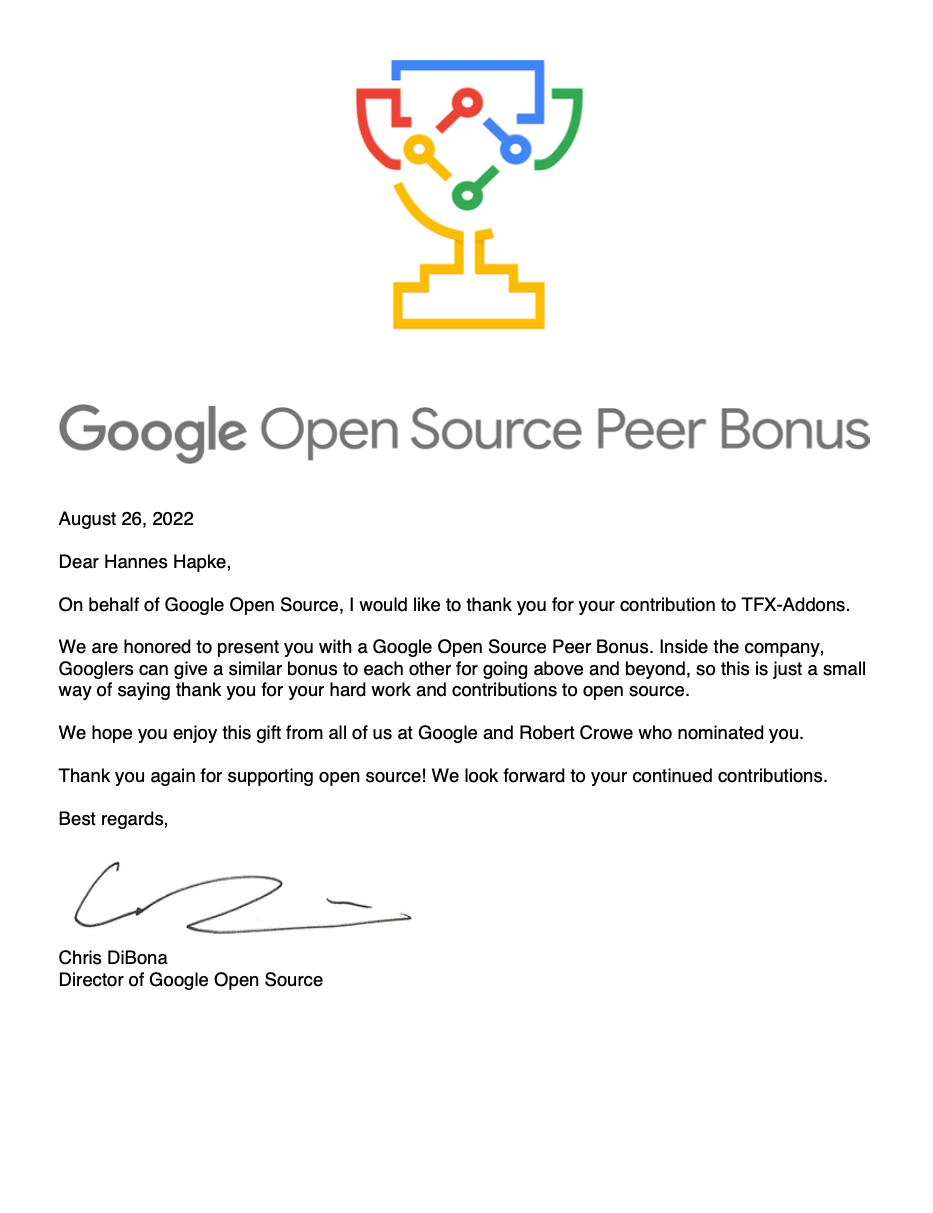 Google Open Source Peer Bonus
August 26, 2022
Dear Hannes Hapke,
On behalf of Google Open Source, I would like to thank you for your contribution to TFX-Addons.
We are honored to present you with a Google Open Source Peer Bonus. Inside the company,
Googlers can give a similar bonus to each other for going above and beyond, so this is just a small
way of saying thank you for your hard work and contributions to open source.
We hope you enjoy this gift from all of us at Google and Robert Crowe who nominated you.
Thank you again for supporting open source! We look forward to your continued contributions.
Best regards,
Chris DiBona
Director of Google Open Source